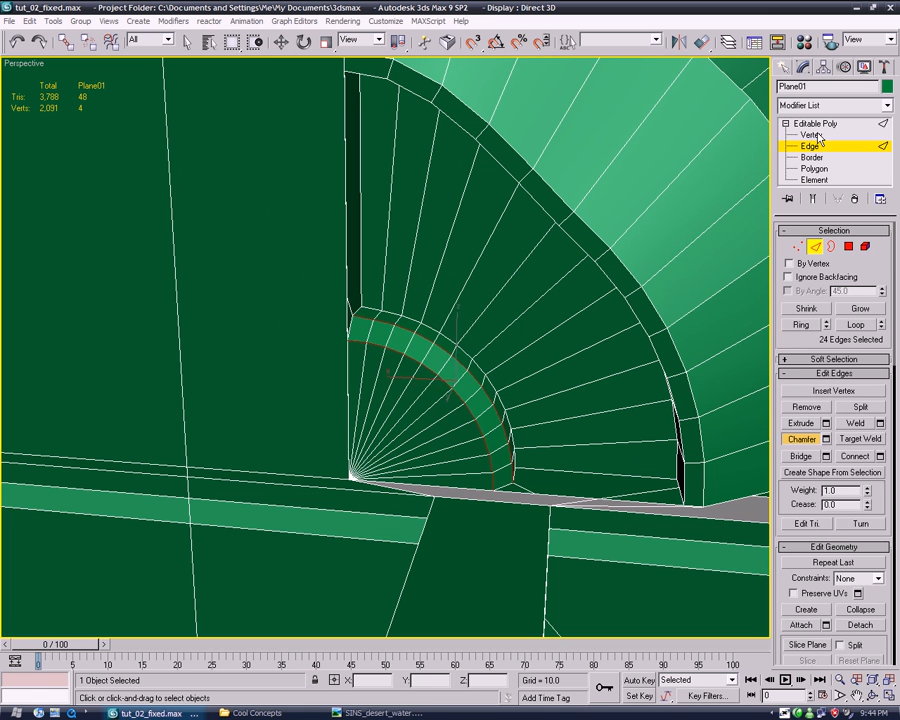 tut_02_fixed.max - Project Folder: C:\Documents and Settings\Me\My Documents\3dsmax - Autodesk 3ds Max 9 SP2 - Display : Direct 3D
File Edit Tools Group Views Create Modifiers reactor Animation Graph Editors Rendering Customize MAXScript Help
All View View
Perspective
Total Plane01
Tris: 3,788 48
Verts: 2,091 4
Plane01
Modifier List
Editable Poly
Vertex
Edge
Border
Polygon
Element
- Selection
By Vertex
Ignore Backfacing
By Angle: 45.0
Shrink Grow
Ring Loop
24 Edges Selected
+ Soft Selection
- Edit Edges
Insert Vertex
Remove Split
Extrude Weld
Chamfer Target Weld
Bridge Connect
Create Shape From Selection
Weight: 1.0
Crease: 0.0
Edit Tri. Turn
- Edit Geometry
Repeat Last
Constraints: None
Preserve UVs
Create Collapse
Attach Detach
Slice Plane Split
Slice Reset Plane
0 / 100
0 5 10 15 20 25 30 35 40 45 50 55 60 65 70 75 80 85 90 95 100
1 Object Selected X: Y: Z: Grid = 10.0 Auto Key Selected
Click or click-and-drag to select objects Add Time Tag Set Key Key Filters... 0
tut_02_fixed.max ... Cool Concepts SINS_desert_water.... 9:44 PM